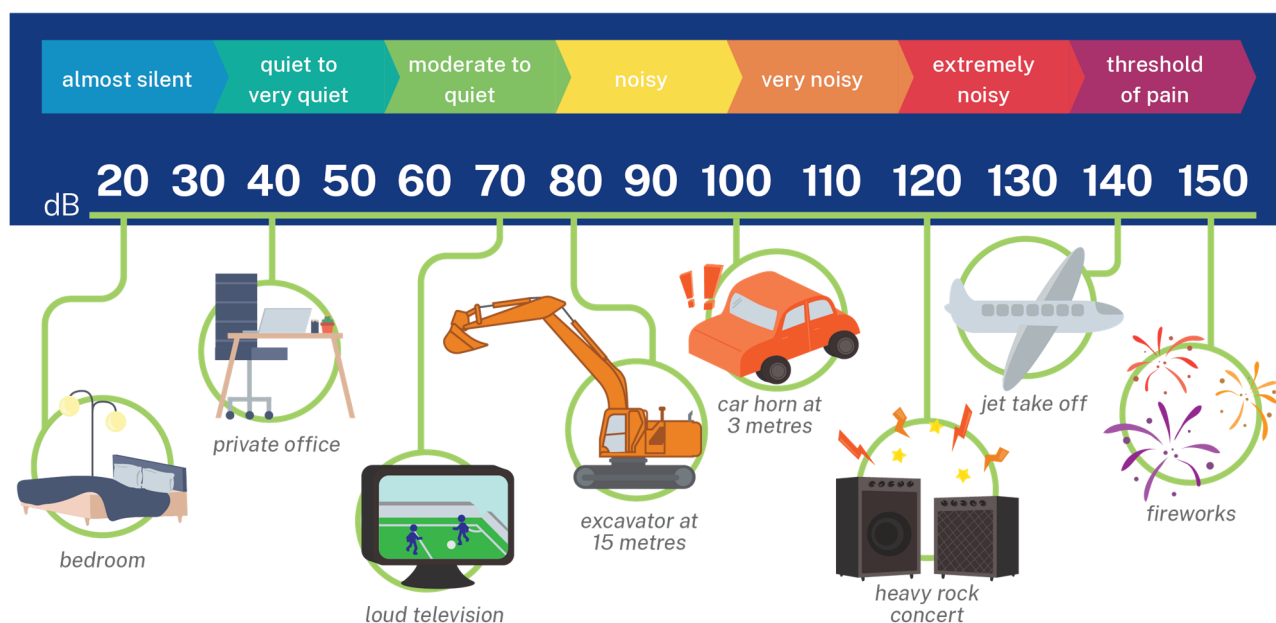 almost silent
quiet to
very quiet
moderate to
quiet
noisy
very noisy
extremely
noisy
threshold
of pain
dB 20 30 40 50 60 70 80 90 100 110 120 130 140 150
bedroom
private office
loud television
excavator at
15 metres
car horn at
3 metres
heavy rock
concert
jet take off
fireworks